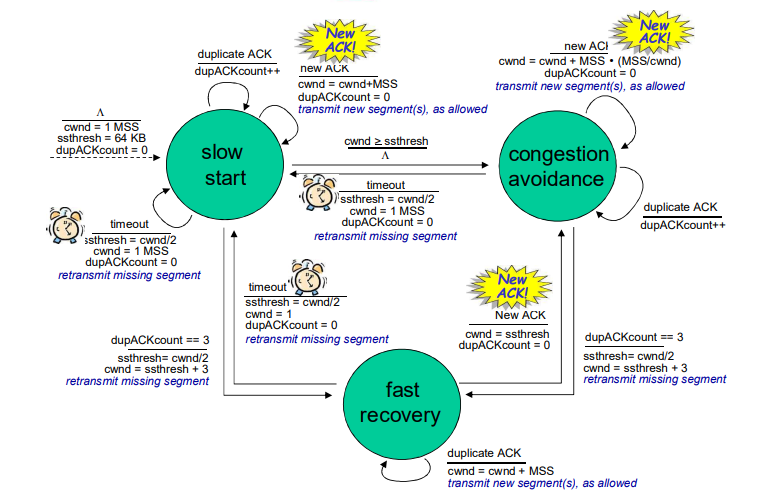 New
ACK!
duplicate ACK
dupACKcount++
new ACK
cwnd = cwnd+MSS
dupACKcount = 0
transmit new segment(s), as allowed
New
ACK!
new ACK
cwnd = cwnd + MSS • (MSS/cwnd)
dupACKcount = 0
transmit new segment(s), as allowed
Λ
cwnd = 1 MSS
ssthresh = 64 KB
dupACKcount = 0
slow
start
cwnd ≥ ssthresh
Λ
congestion
avoidance
timeout
ssthresh = cwnd/2
cwnd = 1 MSS
dupACKcount = 0
retransmit missing segment
duplicate ACK
dupACKcount++
timeout
ssthresh = cwnd/2
cwnd = 1 MSS
dupACKcount = 0
retransmit missing segment
timeout
ssthresh = cwnd/2
cwnd = 1
dupACKcount = 0
retransmit missing segment
New
ACK!
New ACK
cwnd = ssthresh
dupACKcount = 0
dupACKcount == 3
ssthresh= cwnd/2
cwnd = ssthresh + 3
retransmit missing segment
dupACKcount == 3
ssthresh= cwnd/2
cwnd = ssthresh + 3
retransmit missing segment
fast
recovery
duplicate ACK
cwnd = cwnd + MSS
transmit new segment(s), as allowed